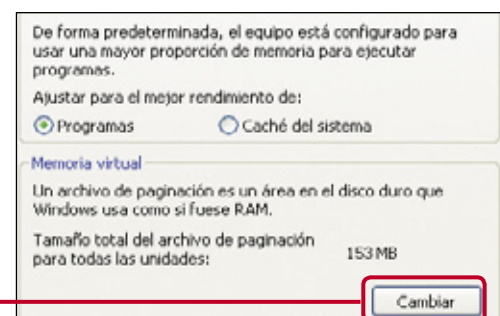 De forma predeterminada, el equipo está configurado para
usar una mayor proporción de memoria para ejecutar
programas.
Ajustar para el mejor rendimiento de:
Programas Caché del sistema
Memoria virtual
Un archivo de paginación es un área en el disco duro que
Windows usa como si fuese RAM.
Tamaño total del archivo de paginación
para todas las unidades: 153 MB
Cambiar